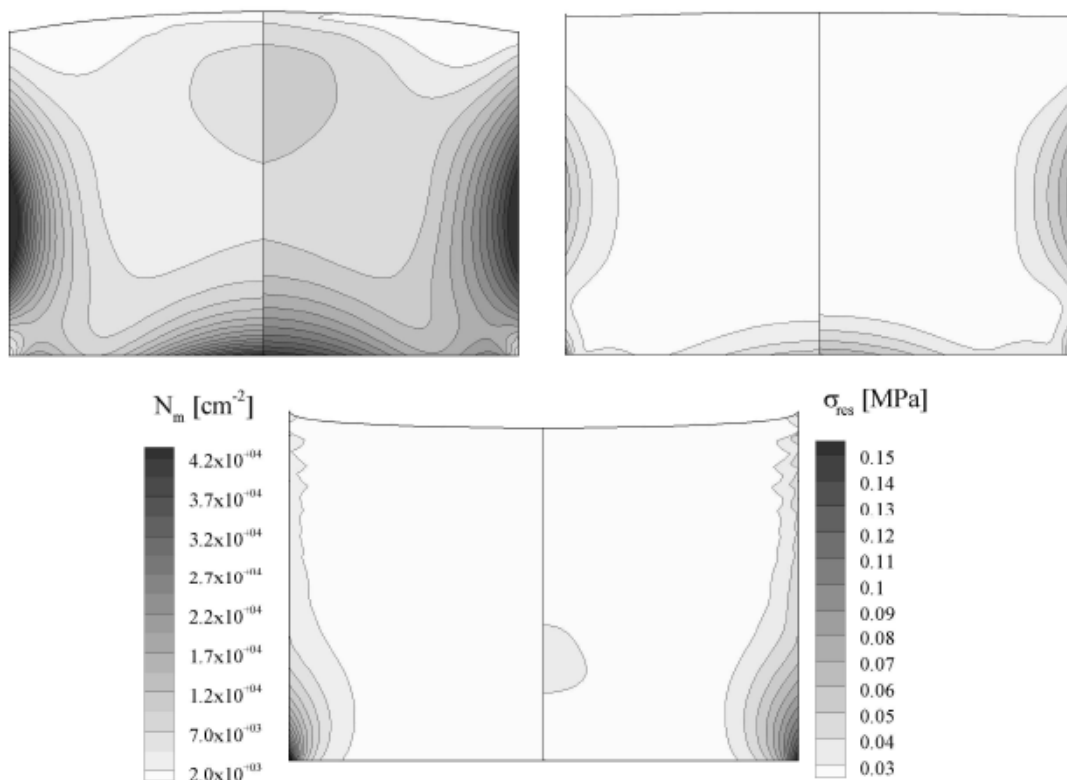 N_m [cm^-2]
4.2x10^+04
3.7x10^+04
3.2x10^+04
2.7x10^+04
2.2x10^+04
1.7x10^+04
1.2x10^+04
7.0x10^+03
2.0x10^+03
σ_res [MPa]
0.15
0.14
0.13
0.12
0.11
0.1
0.09
0.08
0.07
0.06
0.05
0.04
0.03